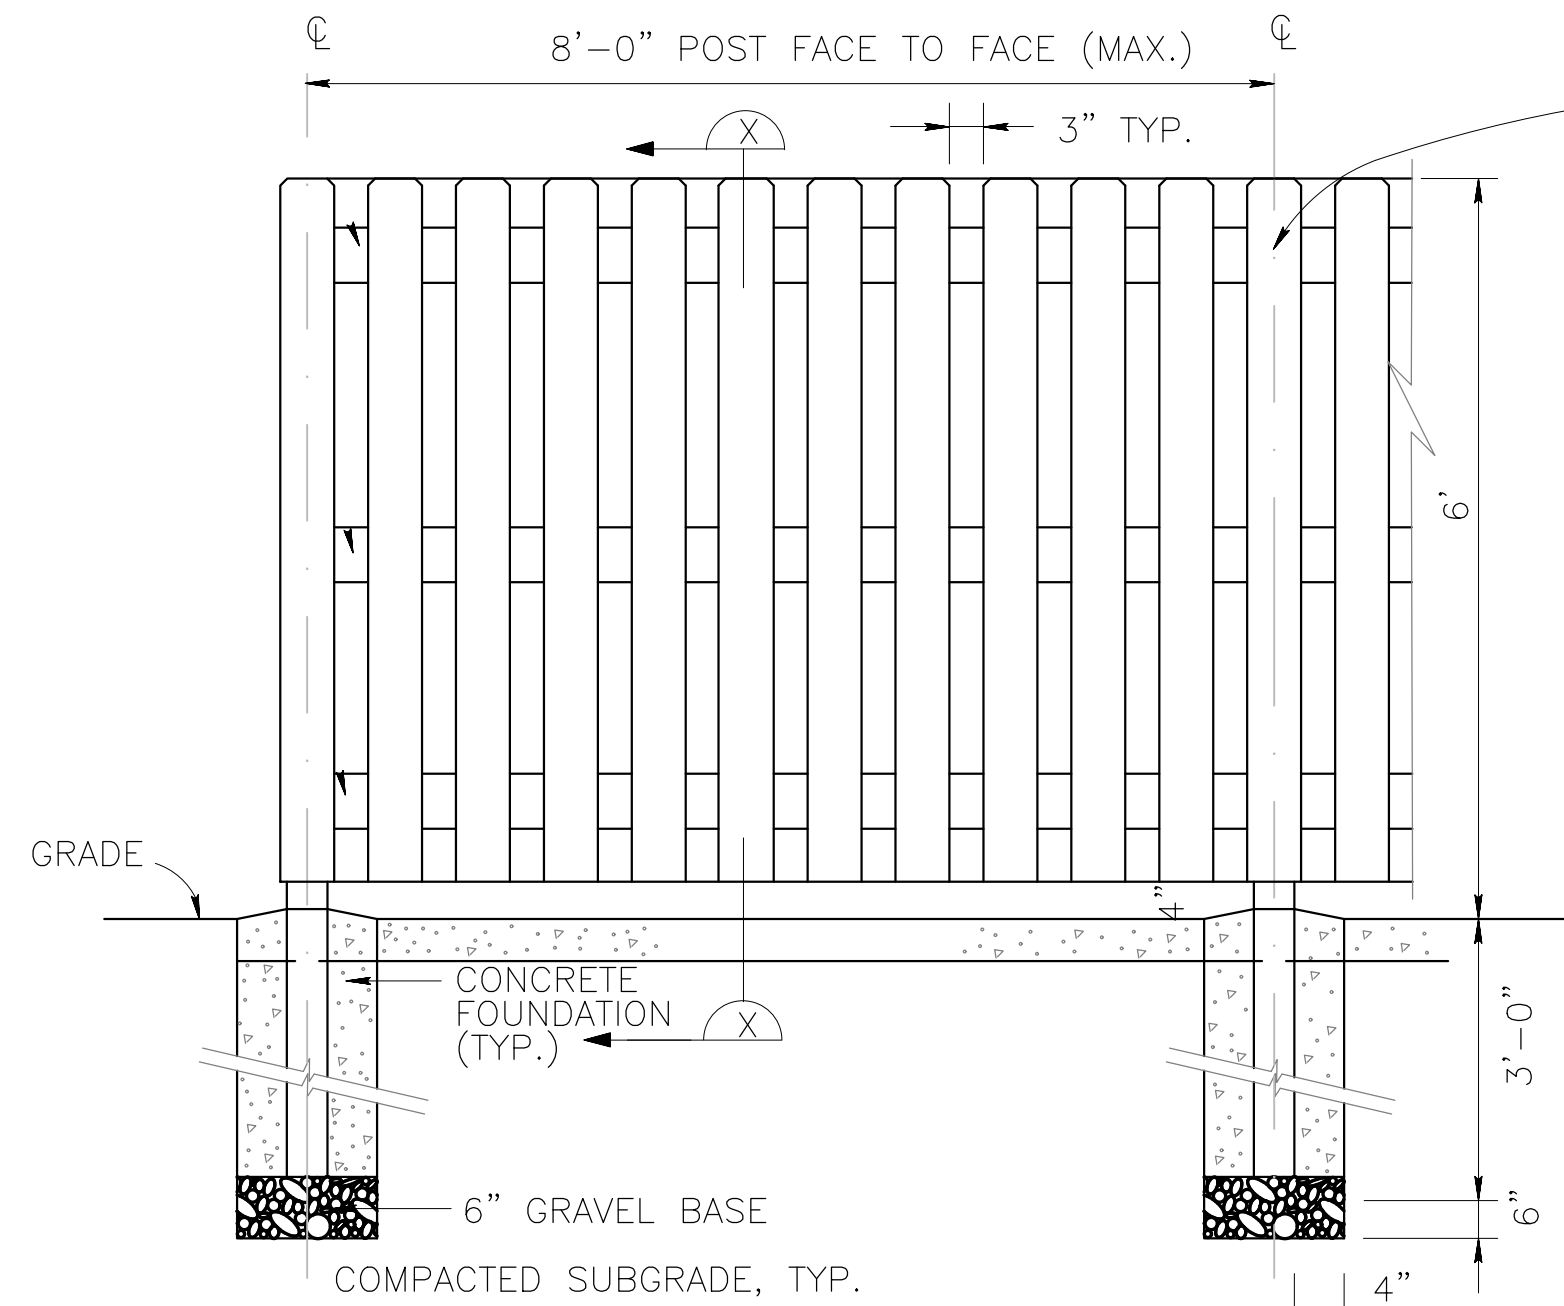 ℄ ℄
8'-0" POST FACE TO FACE (MAX.)
X
3" TYP.
6'
GRADE
4"
CONCRETE
FOUNDATION
(TYP.)
X
3'-0"
6" GRAVEL BASE
6"
COMPACTED SUBGRADE, TYP.
4"